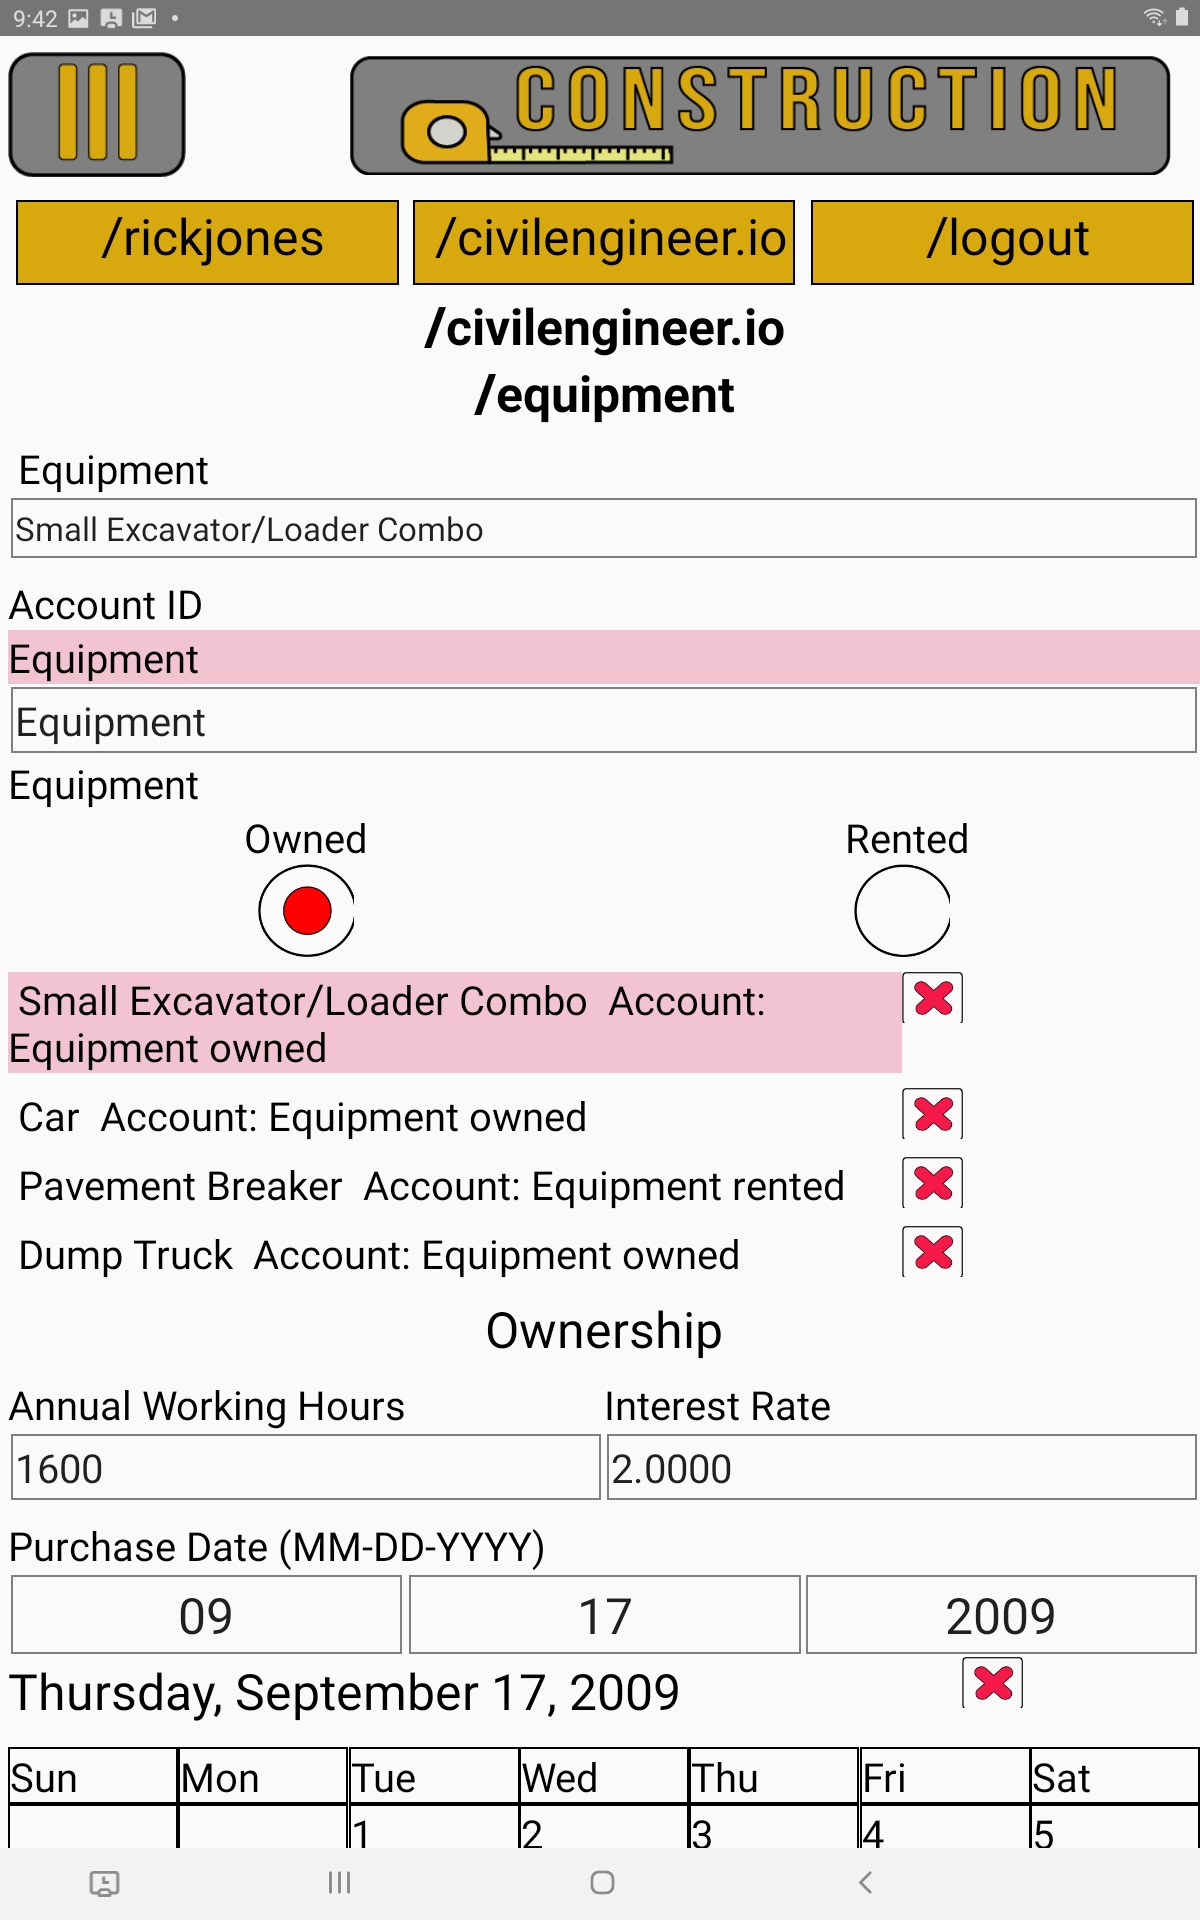 9:42
CONSTRUCTION
/rickjones /civilengineer.io /logout
/civilengineer.io
/equipment
Equipment
Small Excavator/Loader Combo
Account ID
Equipment
Equipment
Equipment
Owned Rented
Small Excavator/Loader Combo Account:
Equipment owned
Car Account: Equipment owned
Pavement Breaker Account: Equipment rented
Dump Truck Account: Equipment owned
Ownership
Annual Working Hours Interest Rate
1600 2.0000
Purchase Date (MM-DD-YYYY)
09 17 2009
Thursday, September 17, 2009
Sun Mon Tue Wed Thu Fri Sat
1 2 3 4 5